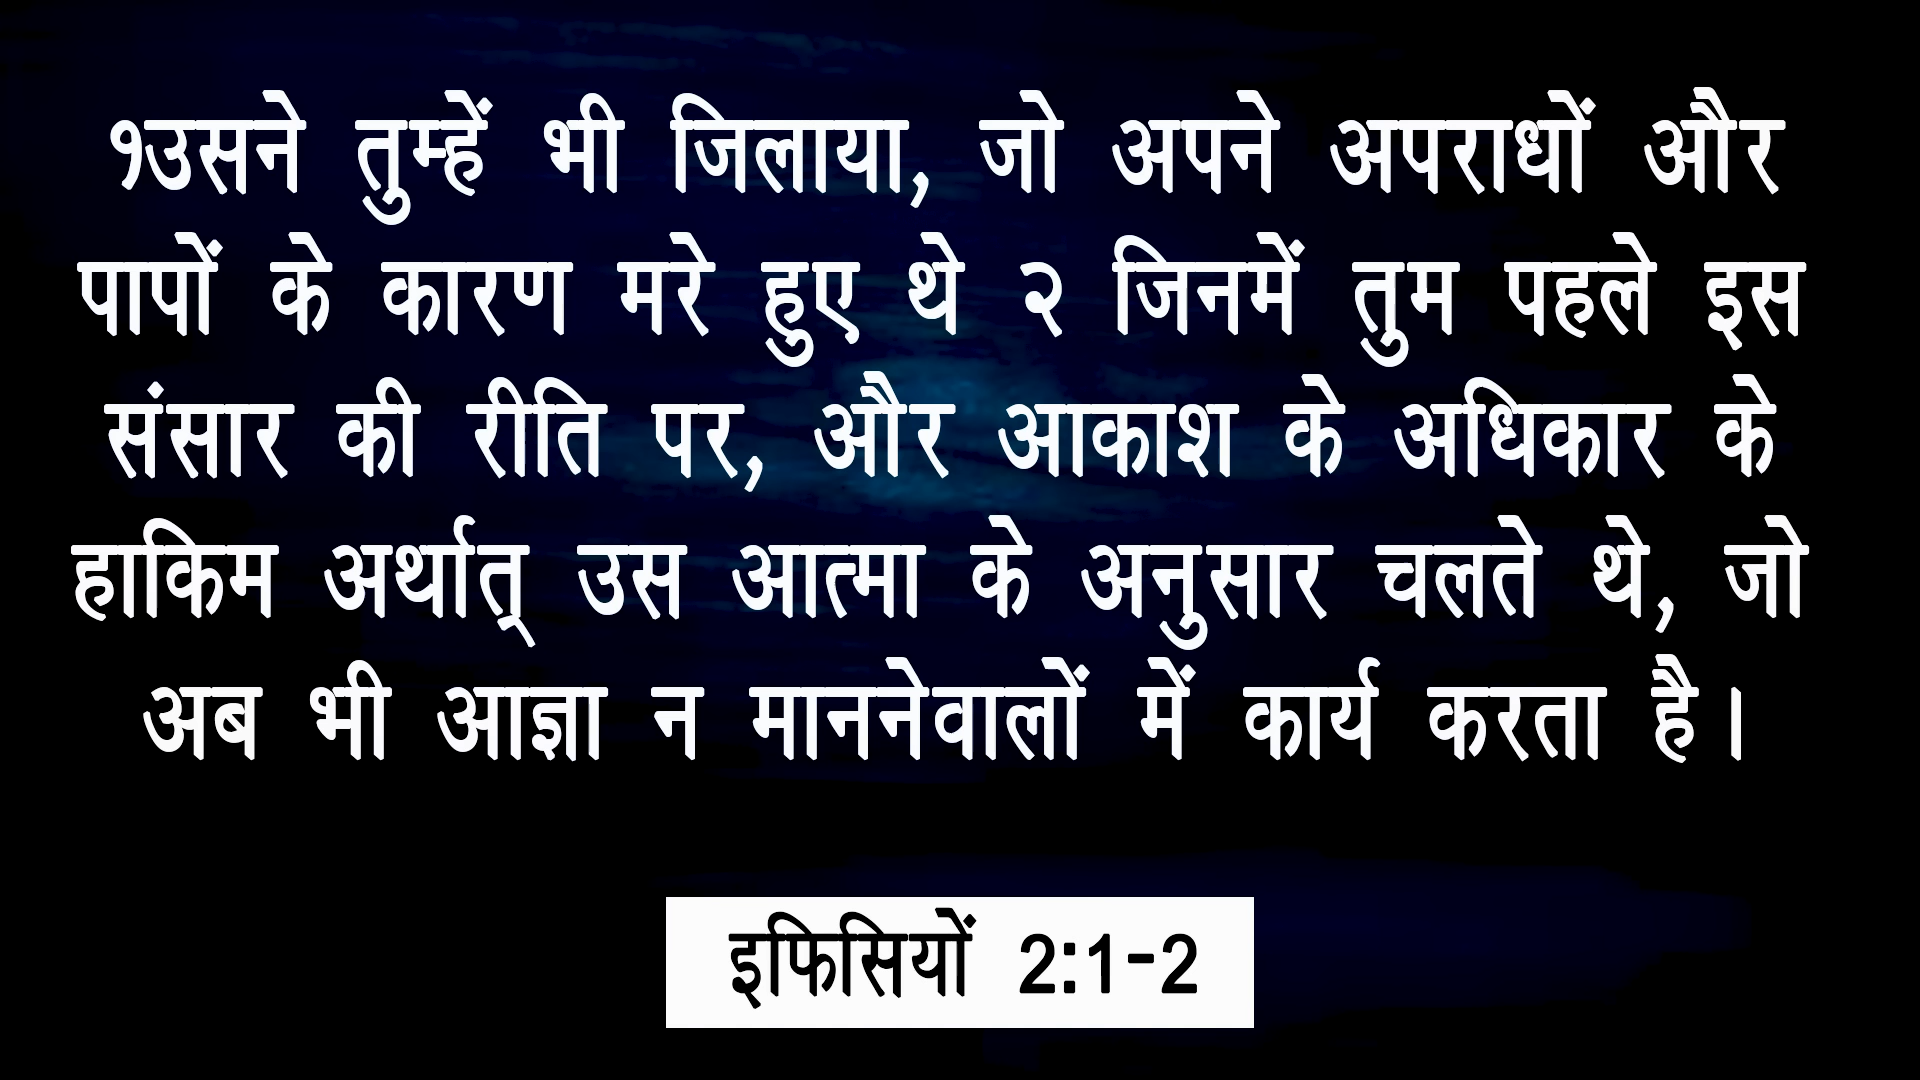 १उसने तुम्हें भी जिलाया, जो अपने अपराधों और
पापों के कारण मरे हुए थे २ जिनमें तुम पहले इस
संसार की रीति पर, और आकाश के अधिकार के
हाकिम अर्थात् उस आत्मा के अनुसार चलते थे, जो
अब भी आज्ञा न माननेवालों में कार्य करता है।
इफिसियों 2:1-2